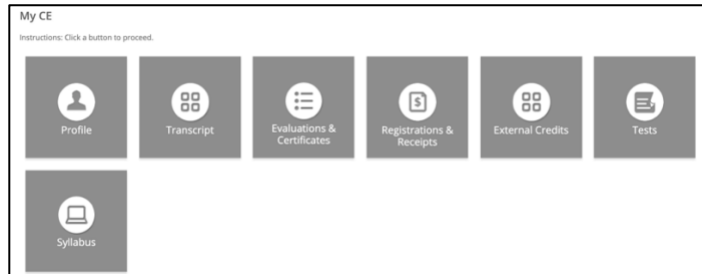 My CE
Instructions: Click a button to proceed.
Profile
Transcript
Evaluations &
Certificates
Registrations &
Receipts
External Credits
Tests
Syllabus